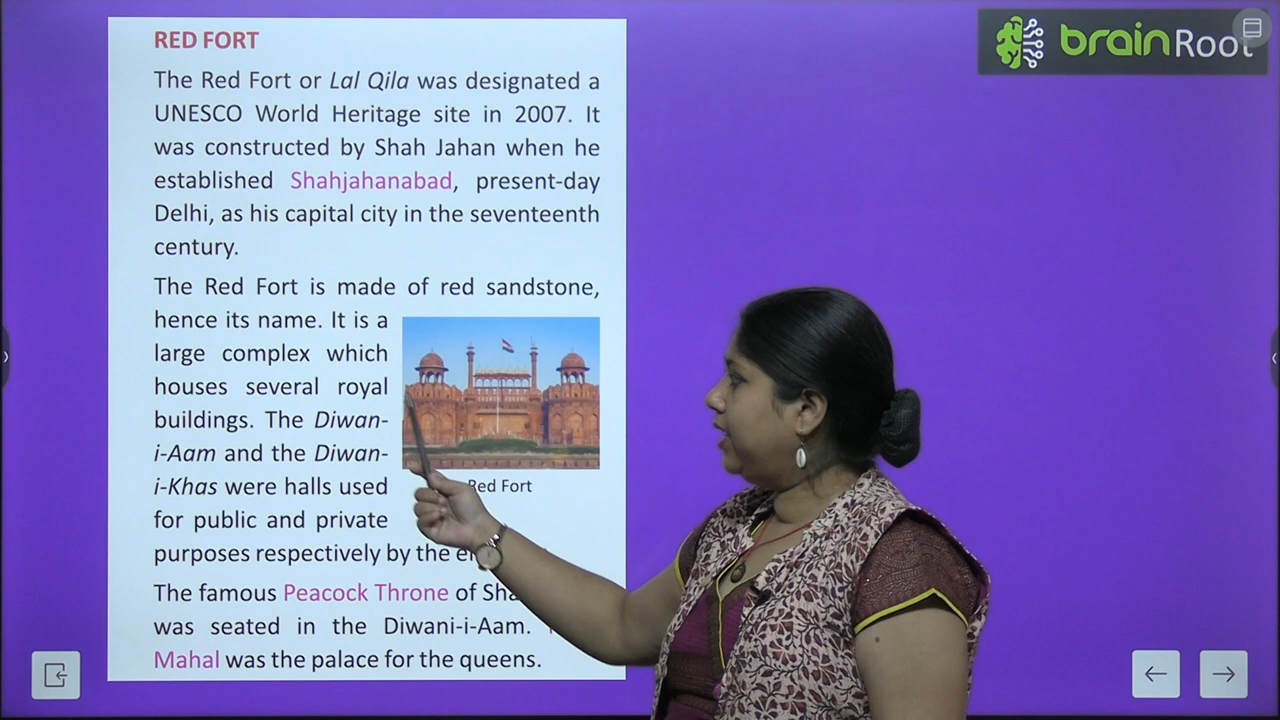 RED FORT
The Red Fort or Lal Qila was designated a
UNESCO World Heritage site in 2007. It
was constructed by Shah Jahan when he
established Shahjahanabad, present-day
Delhi, as his capital city in the seventeenth
century.
The Red Fort is made of red sandstone,
hence its name. It is a
large complex which
houses several royal
buildings. The Diwan-
i-Aam and the Diwan-
i-Khas were halls used
for public and private
purposes respectively by the
Red Fort
The famous Peacock Throne of
was seated in the Diwani-i-Aam.
Mahal was the palace for the queens.
brainRoot